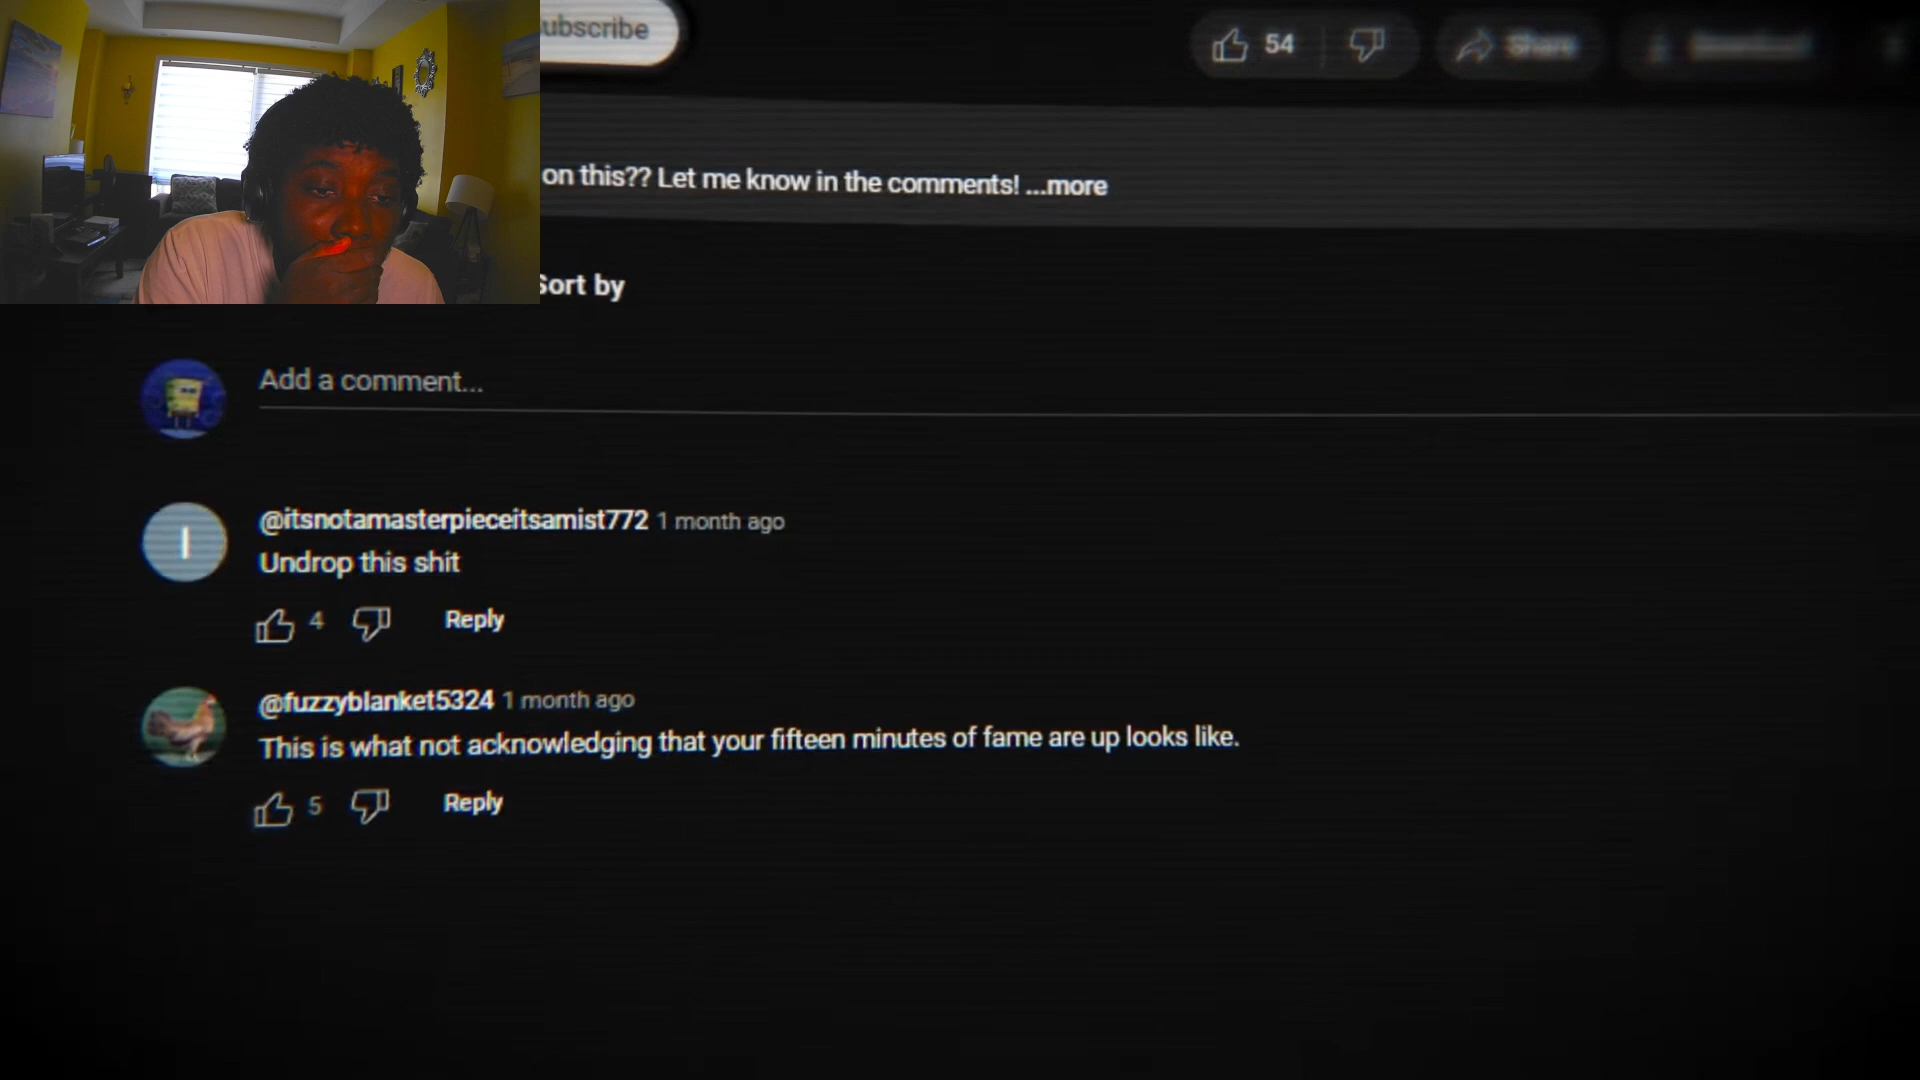 ubscribe
54
Share
on this?? Let me know in the comments! ...more
Sort by
Add a comment...
I
@itsnotamasterpieceitsamist772 1 month ago
Undrop this shit
4
Reply
@fuzzyblanket5324 1 month ago
This is what not acknowledging that your fifteen minutes of fame are up looks like.
5
Reply